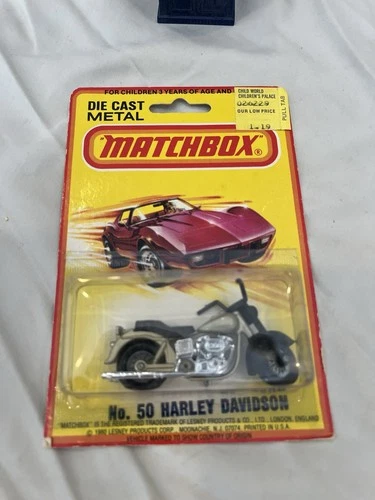 FOR CHILDREN 3 YEARS OF AGE AND
CHILD WORLD
CHILDREN'S PALACE
026229
OUR LOW PRICE
1.19
PULL TAB
DIE CAST
METAL
"MATCHBOX"®
No. 50 HARLEY DAVIDSON
"MATCHBOX" IS THE REGISTERED TRADEMARK OF LESNEY PRODUCTS & CO., LTD., LONDON, ENGLAND
LESNEY PRODUCTS CORP., MOONACHIE, N.J. 07074. PRINTED IN U.S.A.
VEHICLE MARKED TO SHOW COUNTRY OF ORIGIN